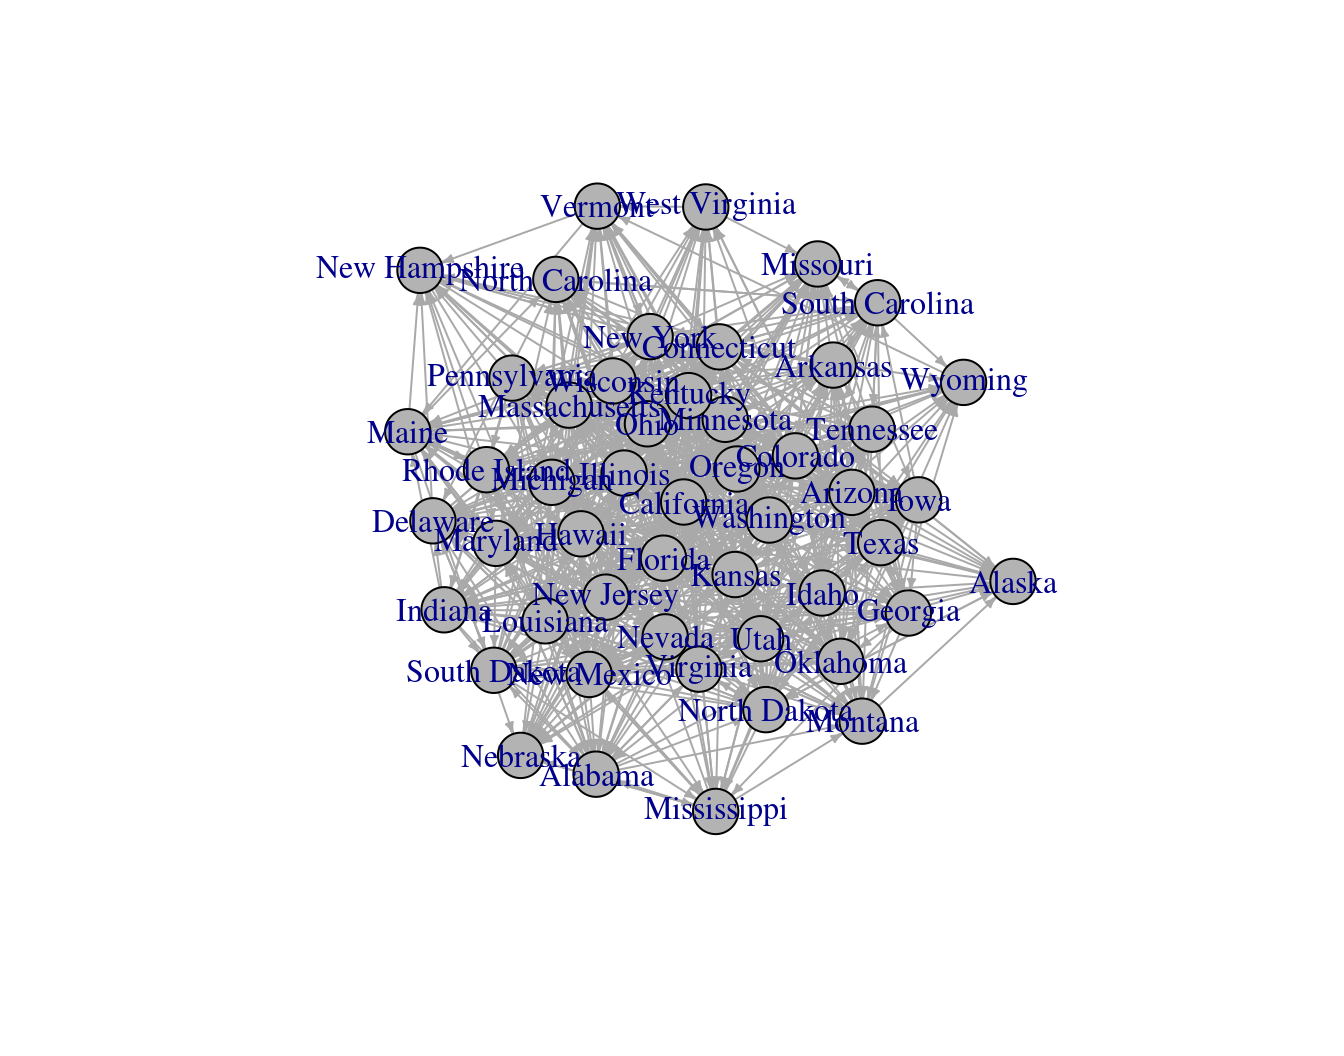 Vermont
West Virginia
New Hampshire
North Carolina
Missouri
South Carolina
New York
Connecticut
Arkansas
Pennsylvania
Wisconsin
Kentucky
Wyoming
Massachusetts
Ohio
Minnesota
Maine
Tennessee
Rhode Island
Michigan
Illinois
Oregon
Colorado
California
Arizona
Iowa
Delaware
Maryland
Hawaii
Washington
Texas
Florida
Kansas
Alaska
Indiana
Louisiana
New Jersey
Idaho
Georgia
Nevada
Utah
South Dakota
New Mexico
Virginia
Oklahoma
North Dakota
Montana
Nebraska
Alabama
Mississippi